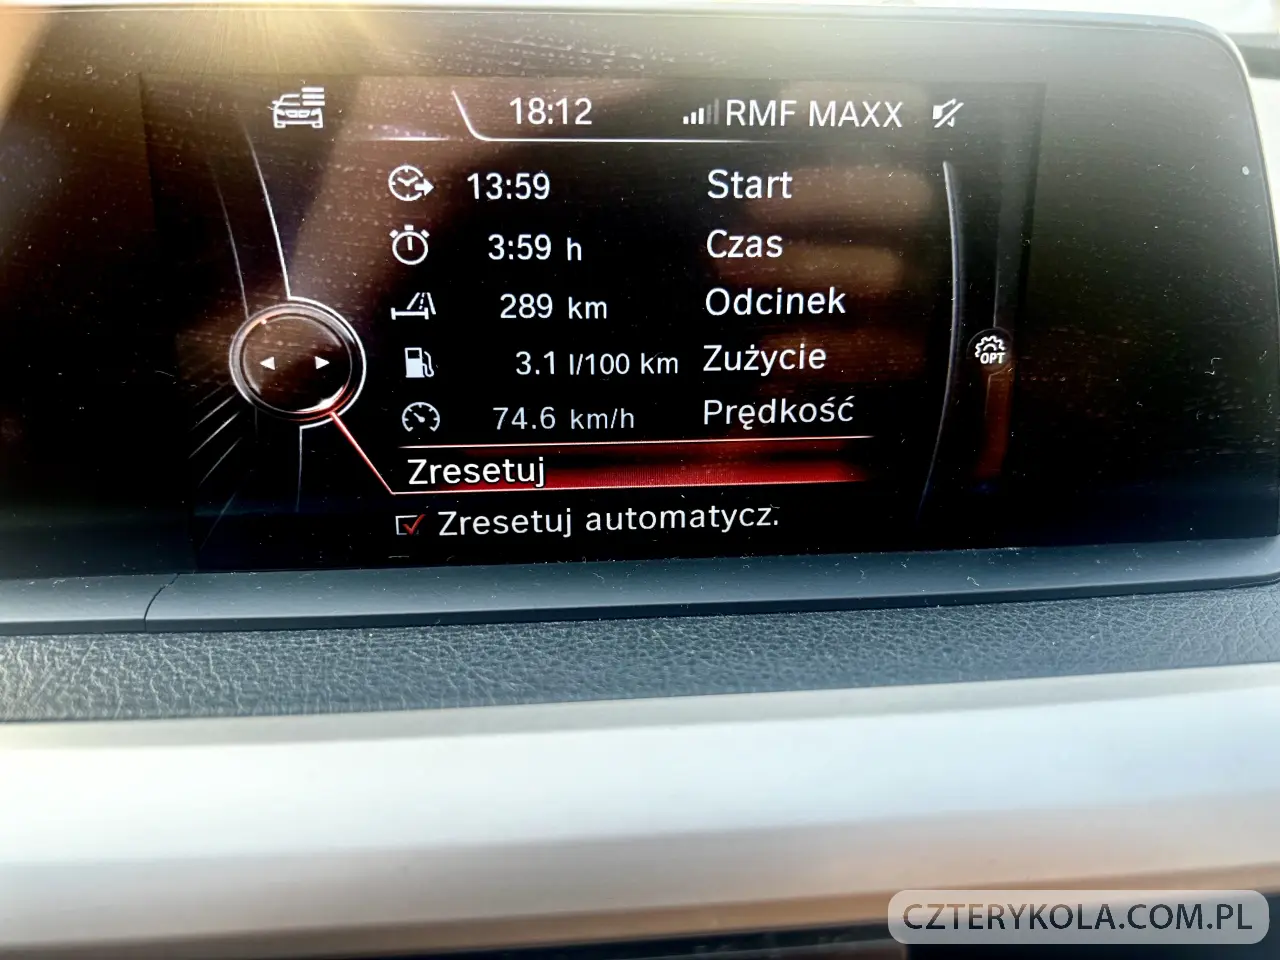 18:12 RMF MAXX
13:59 Start
3:59 h Czas
289 km Odcinek
3.1 l/100 km Zużycie
OPT
74.6 km/h Prędkość
Zresetuj
Zresetuj automatycz.
CZTERYKOLA.COM.PL